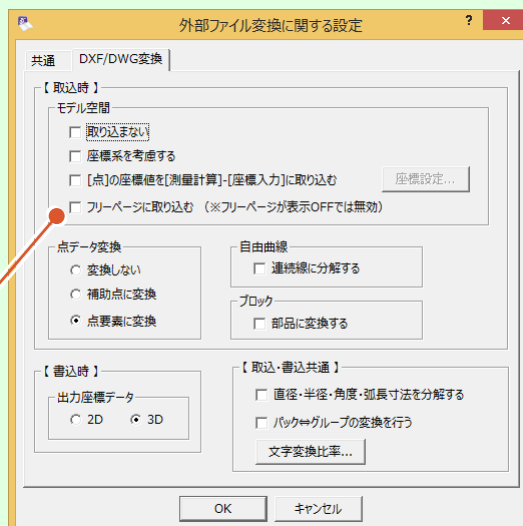 外部ファイル変換に関する設定
?
×
共通
DXF/DWG変換
【 取込時 】
モデル空間
取り込まない
座標系を考慮する
[点]の座標値を[測量計算]-[座標入力]に取り込む
座標設定...
フリーページに取り込む （※フリーページが表示OFFでは無効）
点データ変換
変換しない
補助点に変換
点要素に変換
自由曲線
連続線に分解する
ブロック
部品に変換する
【 書込時 】
出力座標データ
2D
3D
【 取込・書込共通 】
直径・半径・角度・弧長寸法を分解する
パック⇔グループの変換を行う
文字変換比率...
OK
キャンセル